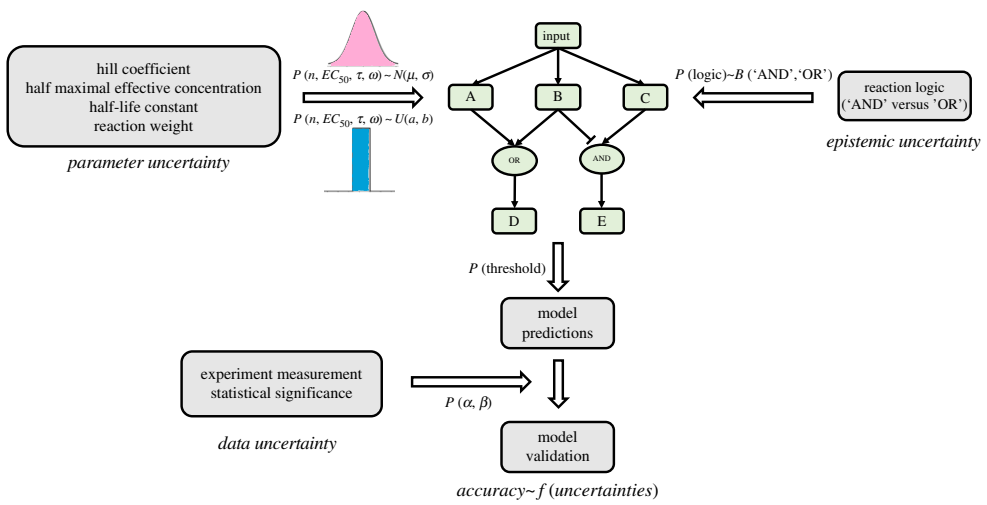 hill coefficient
half maximal effective concentration
half-life constant
reaction weight
parameter uncertainty
P (n, EC50, τ, ω) ~ N(μ, σ)
P (n, EC50, τ, ω) ~ U(a, b)
input
A
B
C
OR
AND
D
E
P (logic)~B (‘AND’,‘OR’)
reaction logic
(‘AND’ versus ’OR’)
epistemic uncertainty
P (threshold)
model
predictions
experiment measurement
statistical significance
data uncertainty
P (α, β)
model
validation
accuracy~ f (uncertainties)